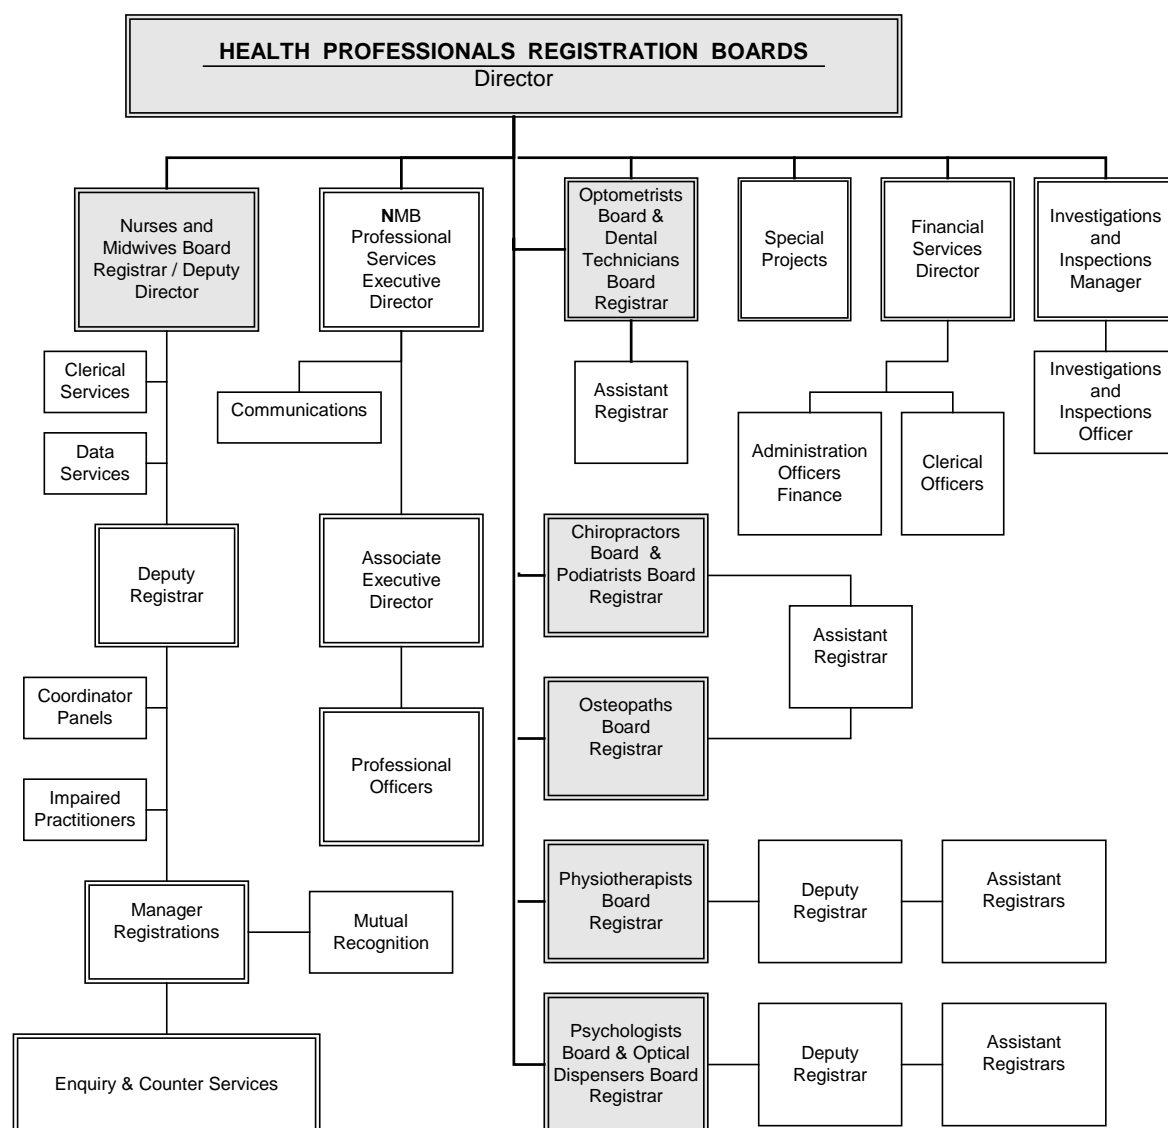 HEALTH PROFESSIONALS REGISTRATION BOARDS
Director
Nurses and
Midwives Board
Registrar / Deputy
Director
NMB
Professional
Services
Executive
Director
Optometrists
Board &
Dental
Technicians
Board
Registrar
Special
Projects
Financial
Services
Director
Investigations
and
Inspections
Manager
Clerical
Services
Communications
Assistant
Registrar
Investigations
and
Inspections
Officer
Data
Services
Administration
Officers
Finance
Clerical
Officers
Deputy
Registrar
Associate
Executive
Director
Chiropractors
Board &
Podiatrists Board
Registrar
Assistant
Registrar
Coordinator
Panels
Osteopaths
Board
Registrar
Impaired
Practitioners
Professional
Officers
Manager
Registrations
Mutual
Recognition
Physiotherapists
Board
Registrar
Deputy
Registrar
Assistant
Registrars
Enquiry & Counter Services
Psychologists
Board & Optical
Dispensers Board
Registrar
Deputy
Registrar
Assistant
Registrars